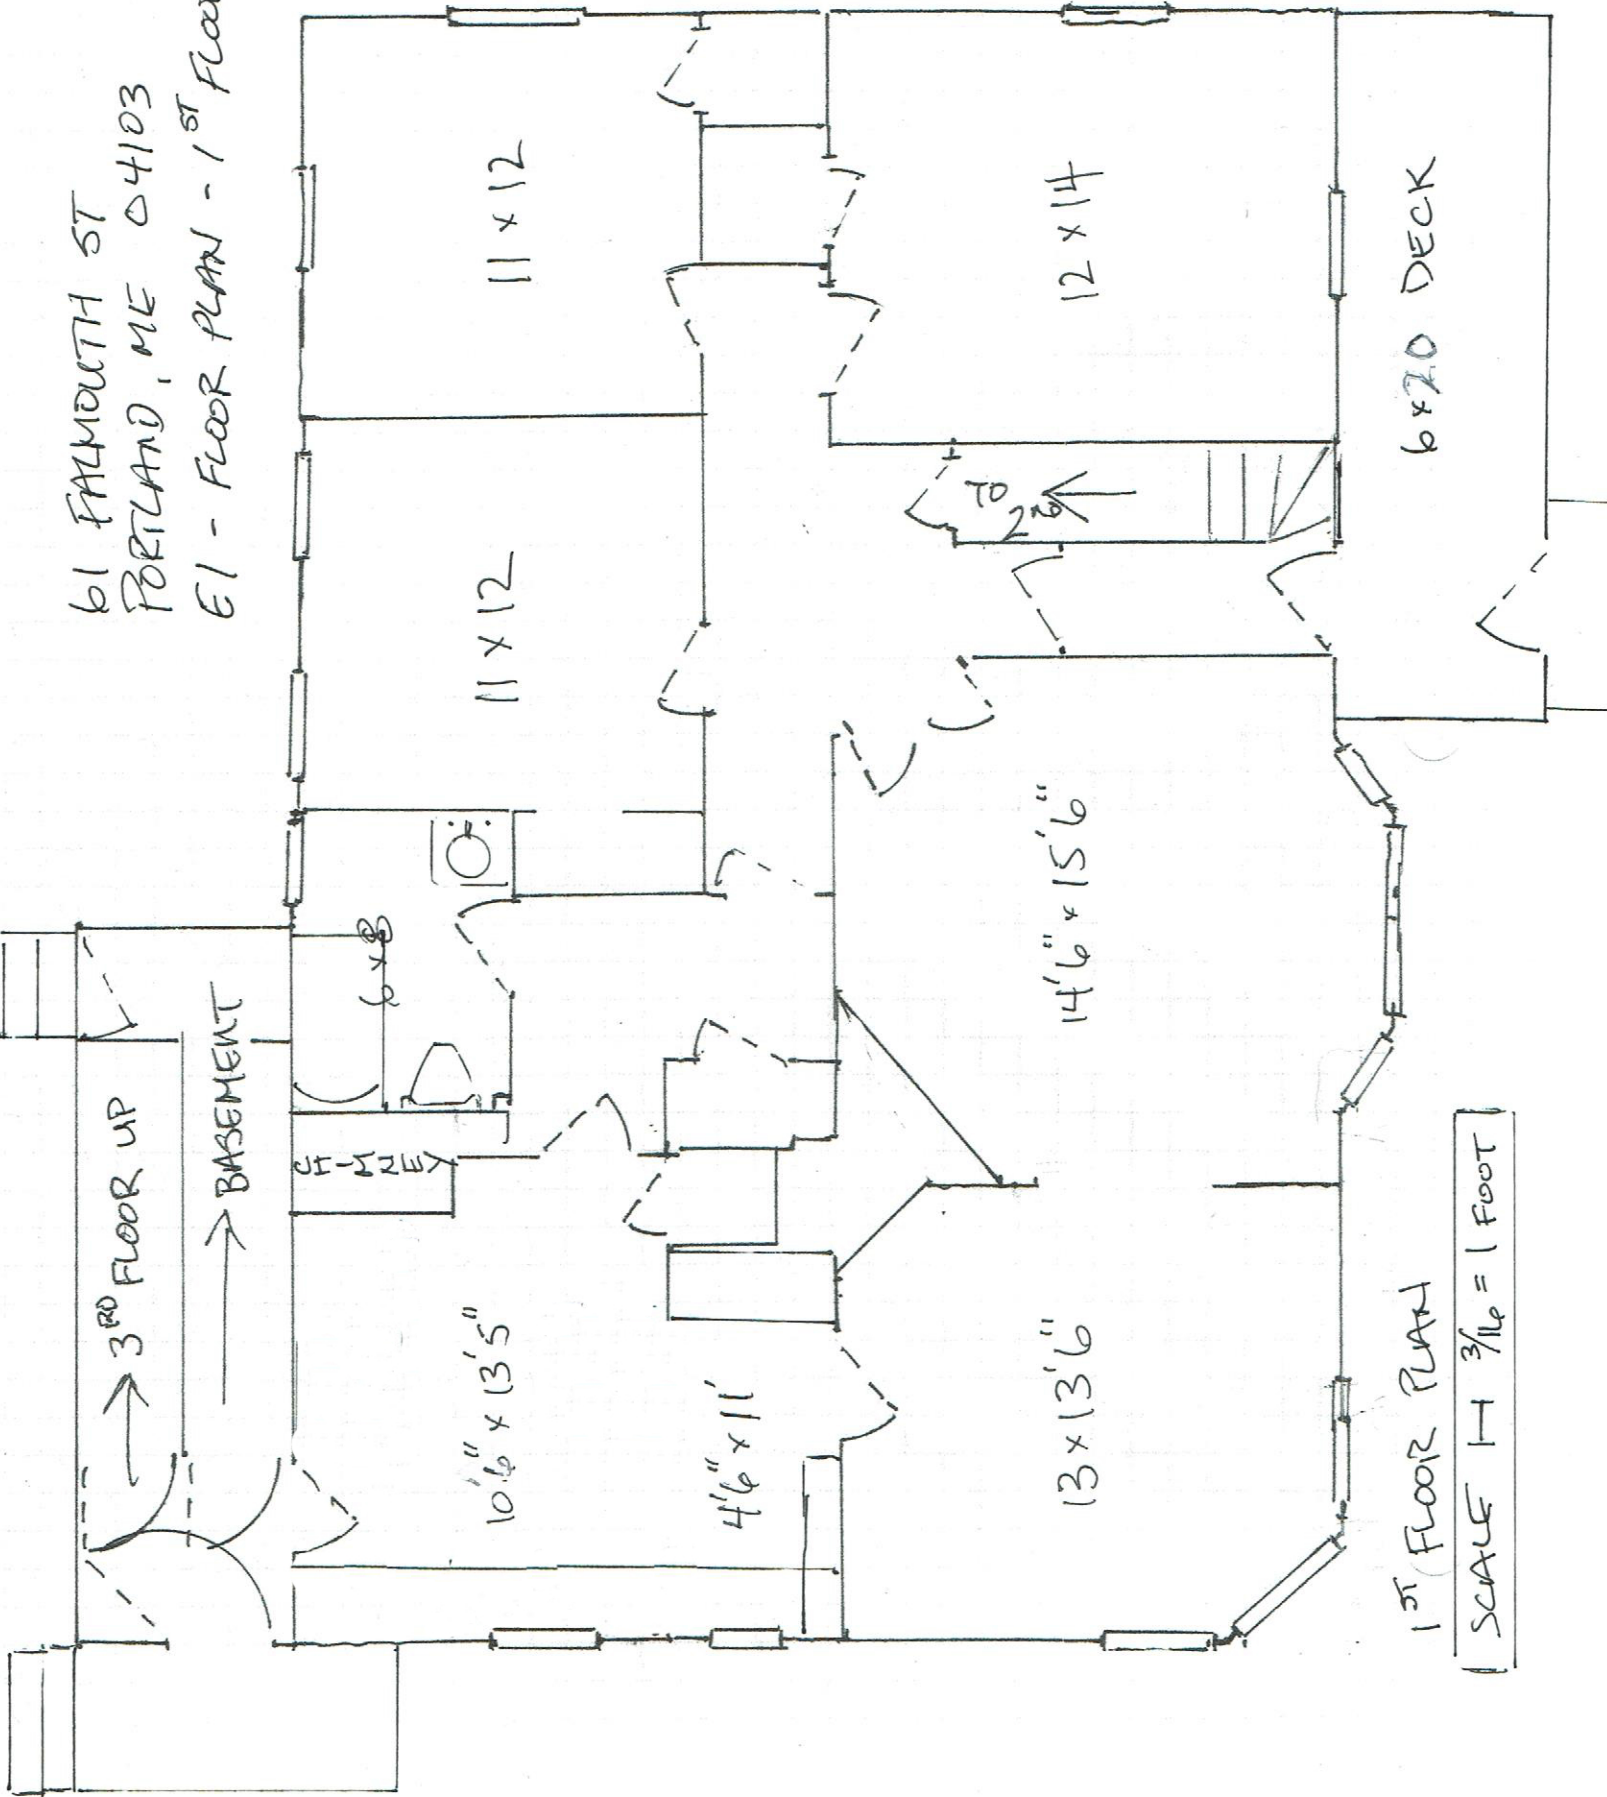 61 FALMOUTH ST
PORTLAND, ME 04103
E1 - FLOOR PLAN - 1ST FLOO
11 x 12
11 x 12
12 x 14
6 x 20 DECK
TO
2ND
6 x 8
14'6" x 15'6"
3RD FLOOR UP
BASEMENT
CHIMNEY
10'6" x 13'5"
4'6" x 11'
13 x 13'6"
1ST FLOOR PLAN
SCALE 3/16 = 1 FOOT